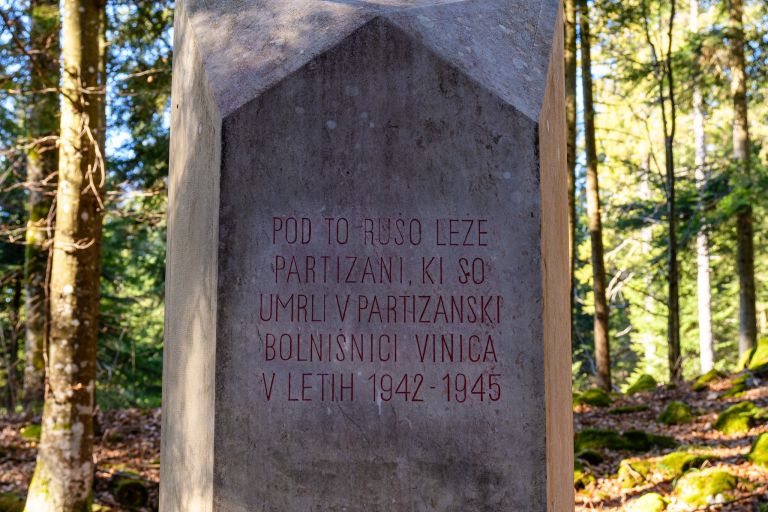 POD TO RUŠO LEŽE
PARTIZANI, KI SO
UMRLI V PARTIZANSKI
BOLNIŠNICI VINICA
V LETIH 1942-1945